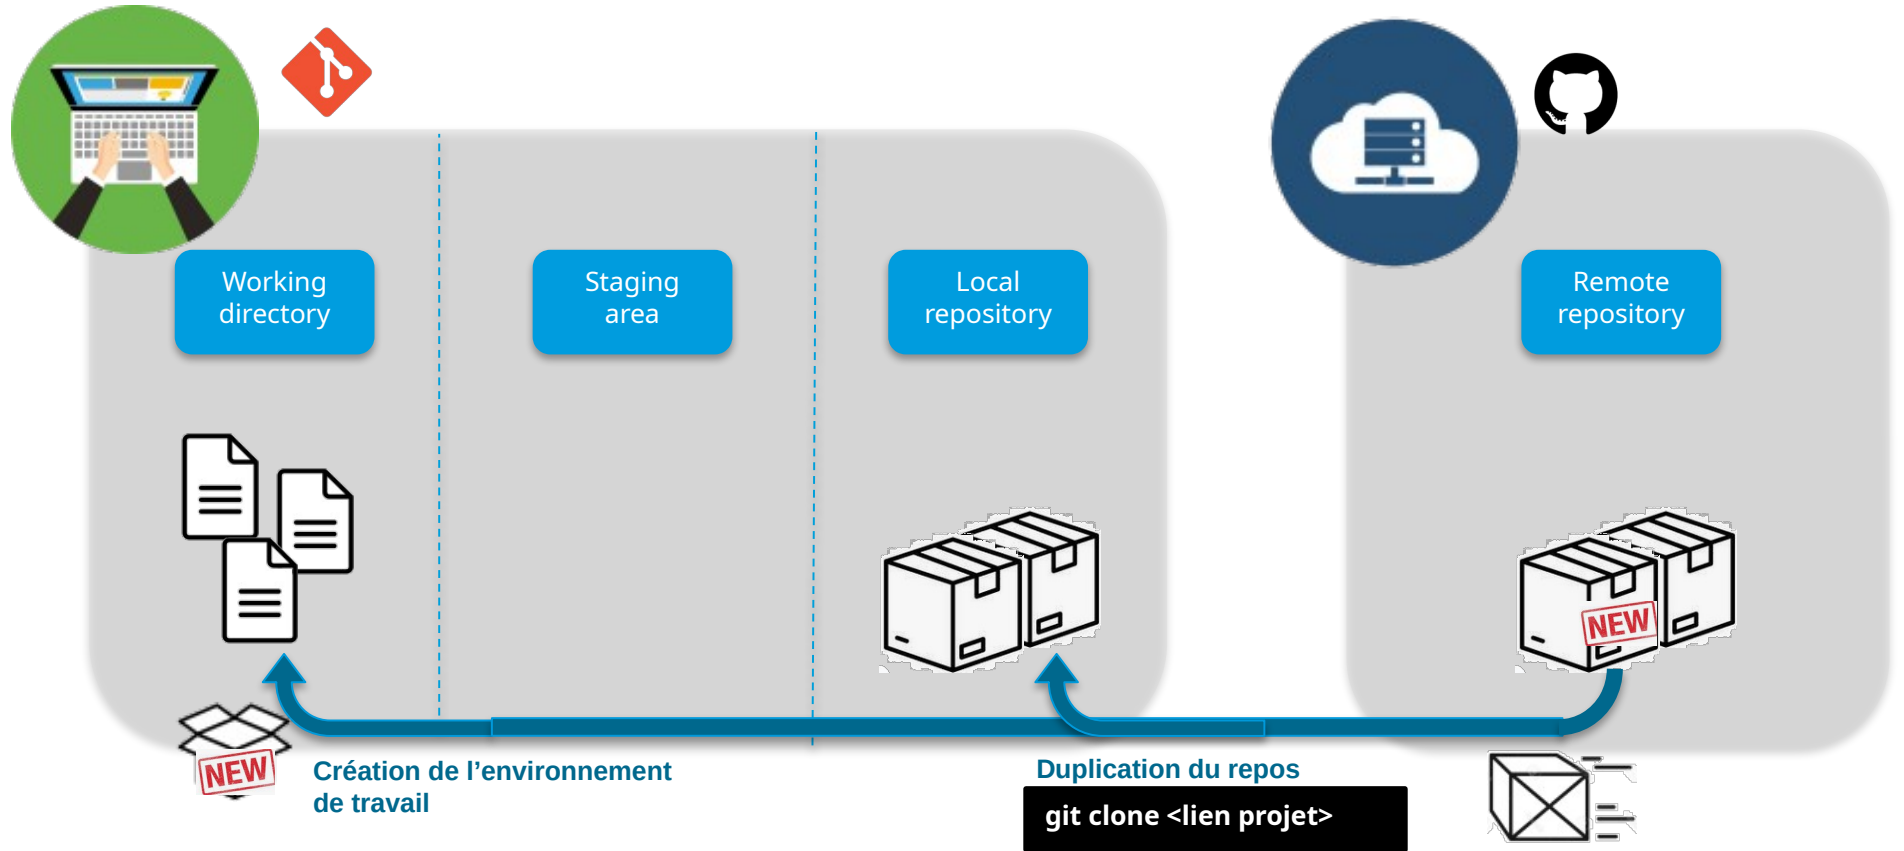 Working
directory
Staging
area
Local
repository
Remote
repository
NEW
NEW
Création de l’environnement
de travail
Duplication du repos
git clone <lien projet>